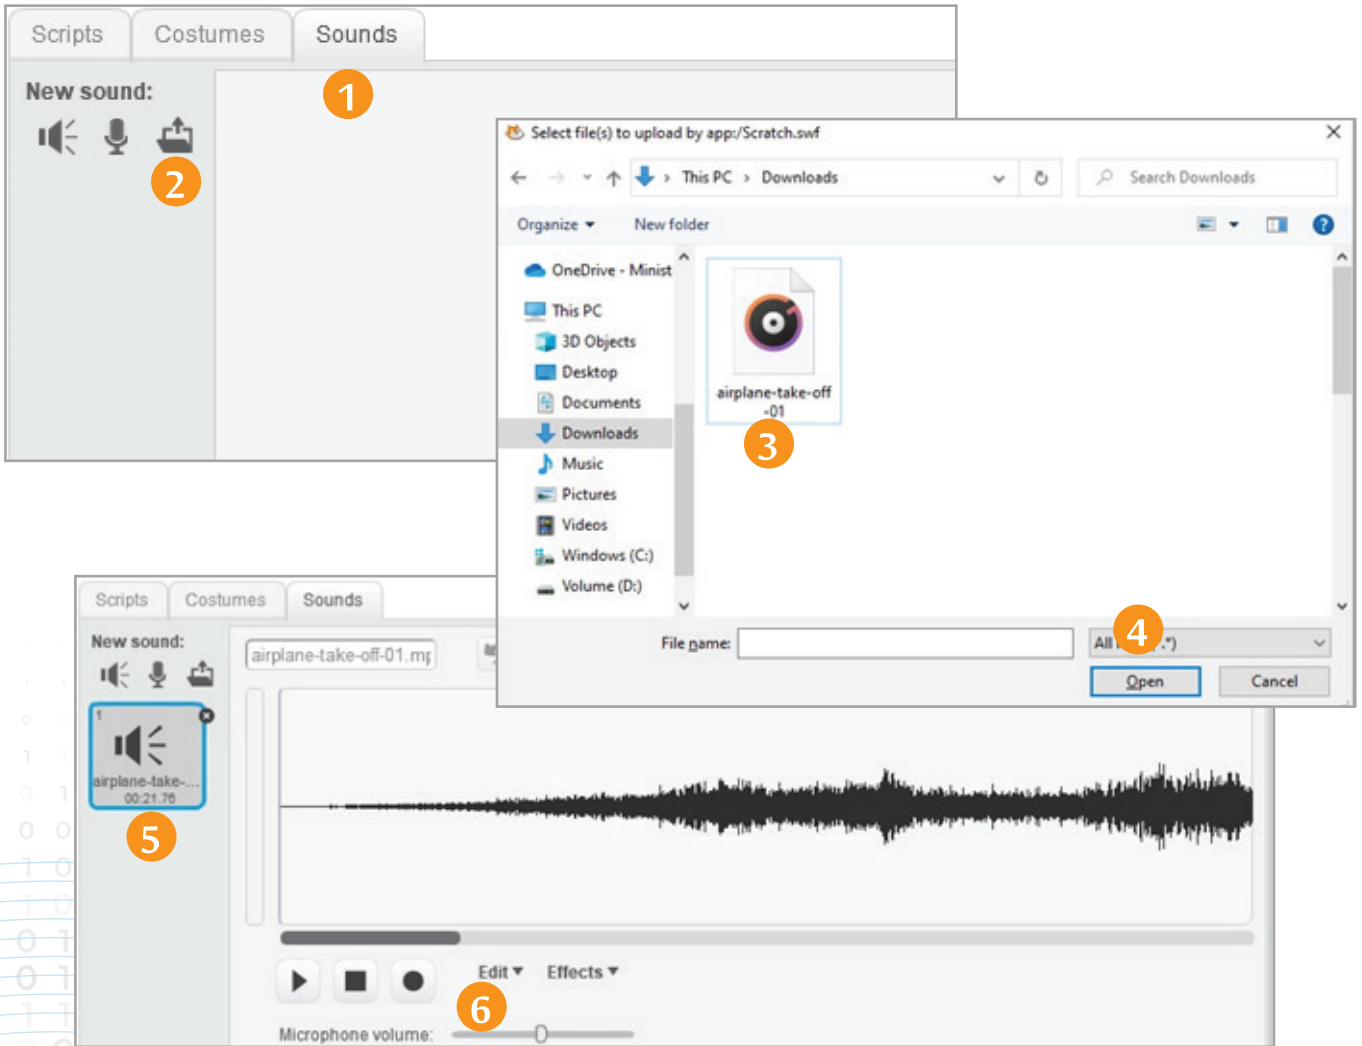 Scripts Costumes Sounds
1
New sound:
2
Select file(s) to upload by app:/Scratch.swf
This PC > Downloads
Search Downloads
Organize New folder
OneDrive - Minist
This PC
3D Objects
Desktop
Documents
Downloads
Music
Pictures
Videos
Windows (C:)
Volume (D:)
airplane-take-off
-01
3
4
File name:
All .*)
Open Cancel
Scripts Costumes Sounds
New sound:
airplane-take-off-01.mp
1
airplane-take-...
00:21.76
5
Edit Effects
6
Microphone volume: